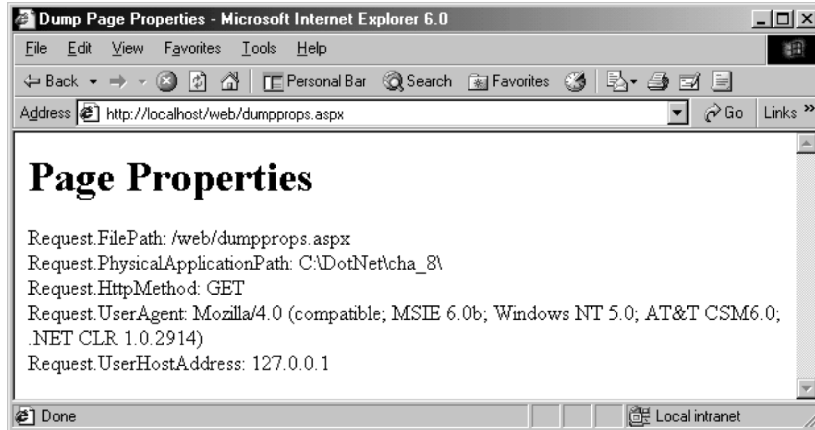 Dump Page Properties - Microsoft Internet Explorer 6.0
File Edit View Favorites Tools Help
Back Personal Bar Search Favorites
Address http://localhost/web/dumpprops.aspx Go Links »
Page Properties
Request.FilePath: /web/dumpprops.aspx
Request.PhysicalApplicationPath: C:\DotNet\cha_8\
Request.HttpMethod: GET
Request.UserAgent: Mozilla/4.0 (compatible; MSIE 6.0b; Windows NT 5.0; AT&T CSM6.0;
.NET CLR 1.0.2914)
Request.UserHostAddress: 127.0.0.1
Done Local intranet